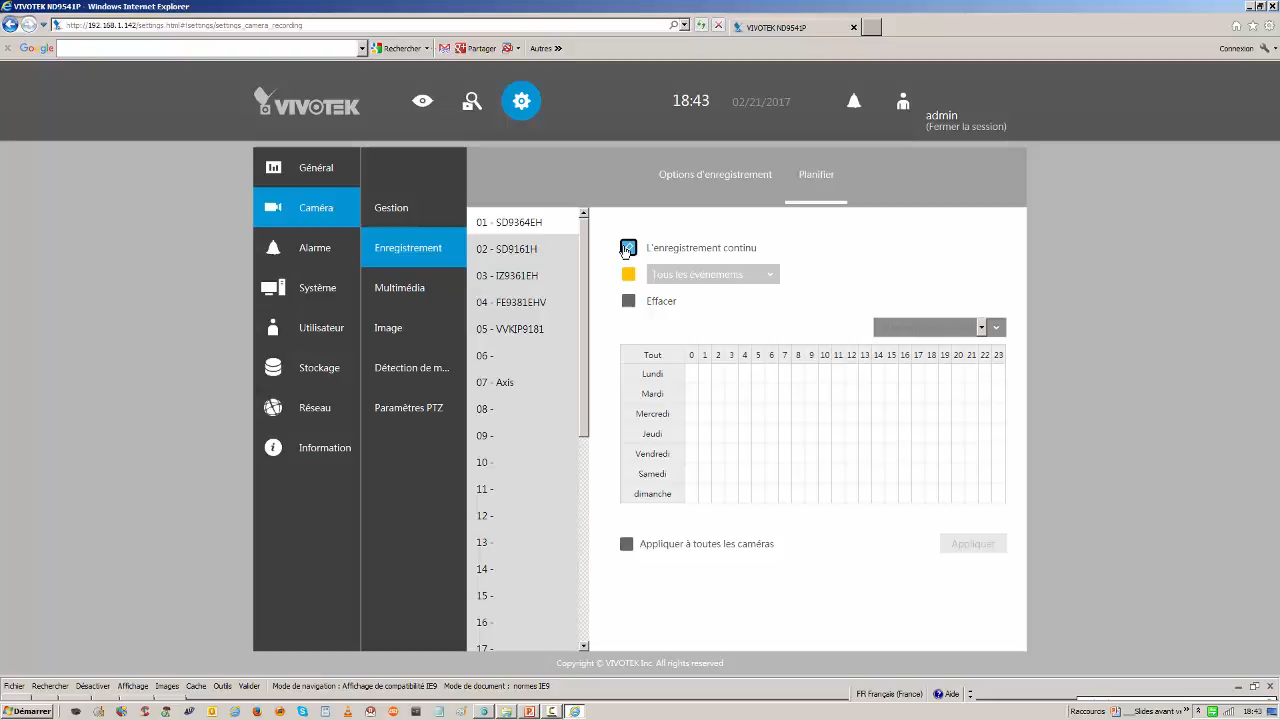 VIVOTEK ND9541P - Windows Internet Explorer
http://192.168.1.142/settings.html#!settings/settings_camera_recording
VIVOTEK ND9541P
Google
Rechercher
Partager
Autres »
Connexion
VIVOTEK
18:43
02/21/2017
admin
(Fermer la session)
Général
Caméra
Alarme
Système
Utilisateur
Stockage
Réseau
Information
Gestion
Enregistrement
Multimédia
Image
Détection de m...
Paramètres PTZ
01 - SD9364EH
02 - SD9161H
03 - IZ9361EH
04 - FE9381EHV
05 - VVKIP9181
06 -
07 - Axis
08 -
09 -
10 -
11 -
12 -
13 -
14 -
15 -
16 -
17 -
Options d'enregistrement
Planifier
L'enregistrement continu
Tous les événements
Effacer
Tout 0 1 2 3 4 5 6 7 8 9 10 11 12 13 14 15 16 17 18 19 20 21 22 23
Lundi
Mardi
Mercredi
Jeudi
Vendredi
Samedi
dimanche
Appliquer à toutes les caméras
Appliquer
Copyright © VIVOTEK Inc. All rights reserved
Fichier Rechercher Désactiver Affichage Images Cache Outils Valider Mode de navigation : Affichage de compatibilité IE9 Mode de document : normes IE9
FR Français (France)
Aide
Démarrer
Raccourcis
Slides avant ve
18:43